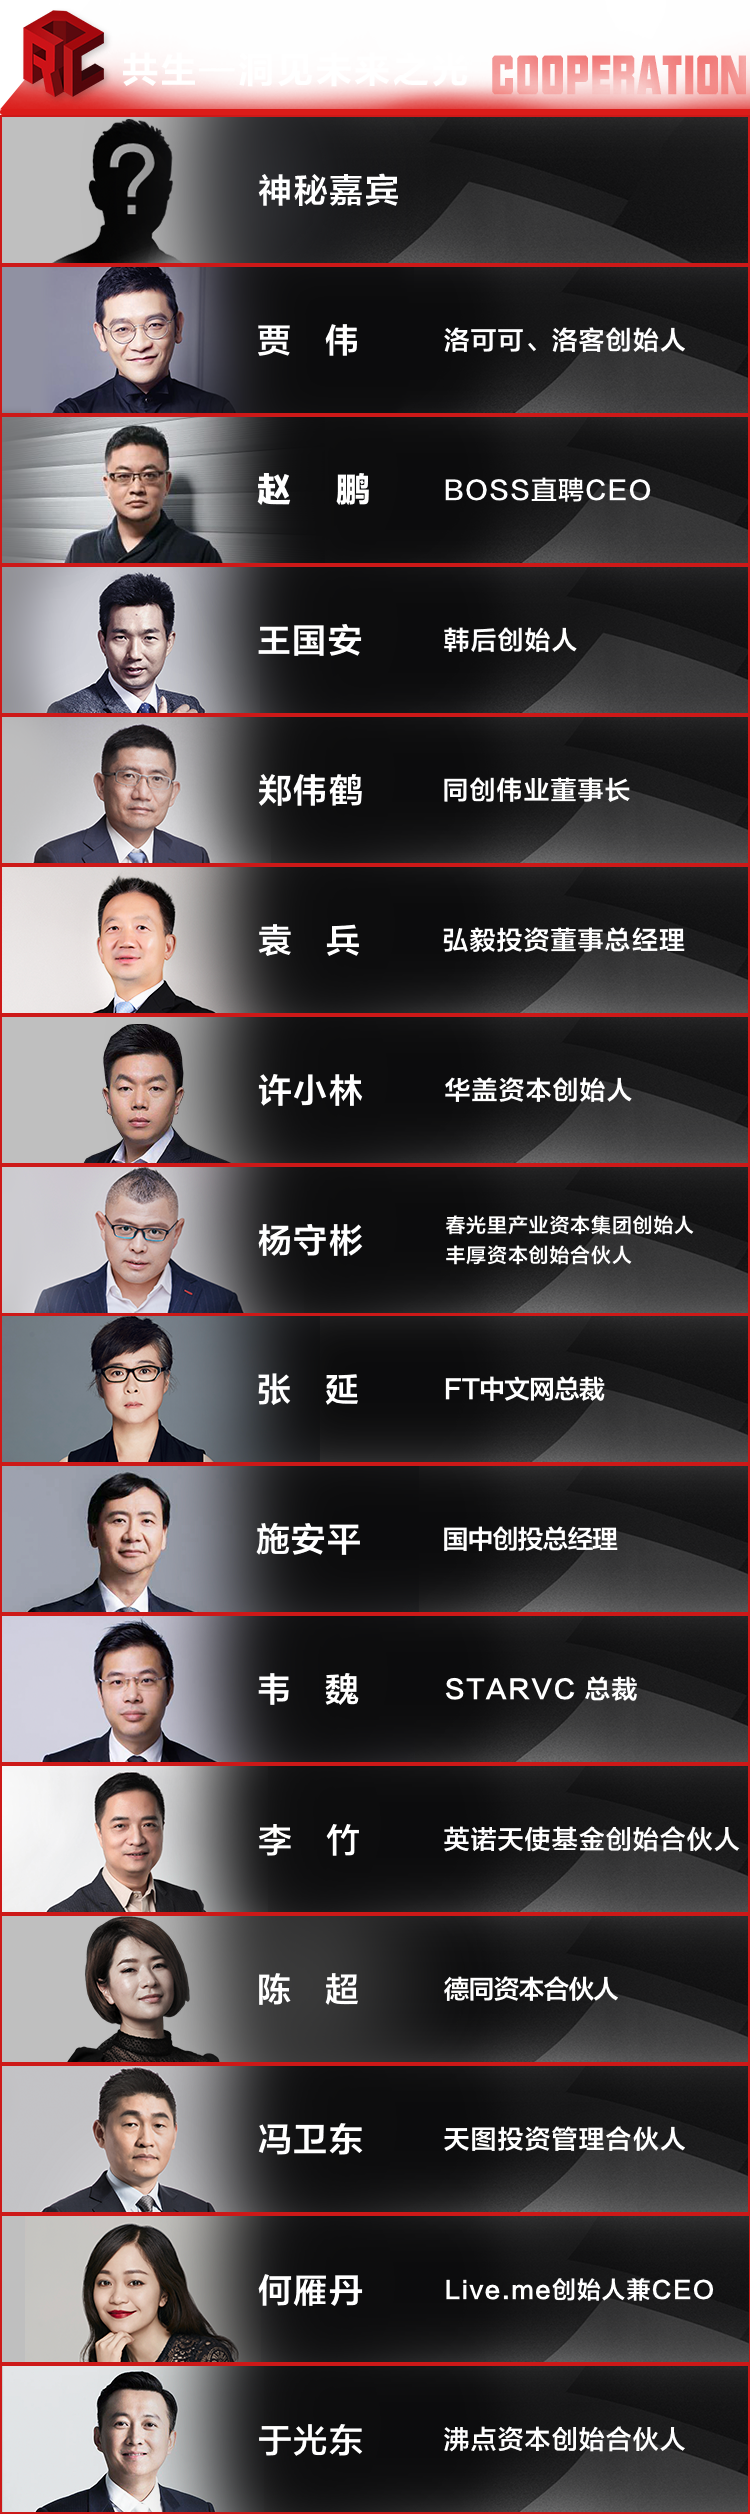 共生—洞见未来之光 COOPERATION
?
神秘嘉宾
贾 伟 洛可可、洛客创始人
赵 鹏 BOSS直聘CEO
王国安 韩后创始人
郑伟鹤 同创伟业董事长
袁 兵 弘毅投资董事总经理
许小林 华盖资本创始人
杨守彬 春光里产业资本集团创始人
丰厚资本创始合伙人
张 延 FT中文网总裁
施安平 国中创投总经理
韦 魏 STARVC 总裁
李 竹 英诺天使基金创始合伙人
陈 超 德同资本合伙人
冯卫东 天图投资管理合伙人
何雁丹 Live.me创始人兼CEO
于光东 沸点资本创始合伙人